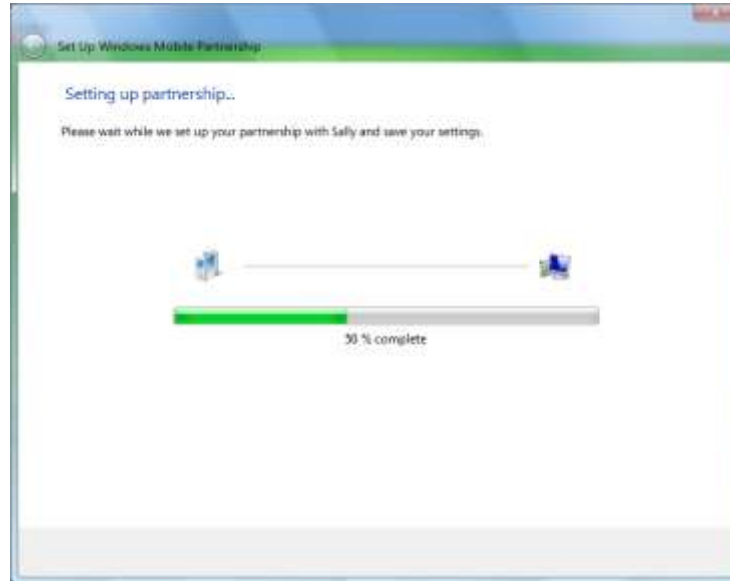 Set Up Windows Mobile Partnership
Setting up partnership...
Please wait while we set up your partnership with Sally and save your settings.
% complete